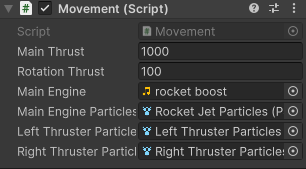 Movement (Script)
Script Movement
Main Thrust 1000
Rotation Thrust 100
Main Engine rocket boost
Main Engine Particles Rocket Jet Particles (P
Left Thruster Particle Left Thruster Particles
Right Thruster Particle Right Thruster Particles